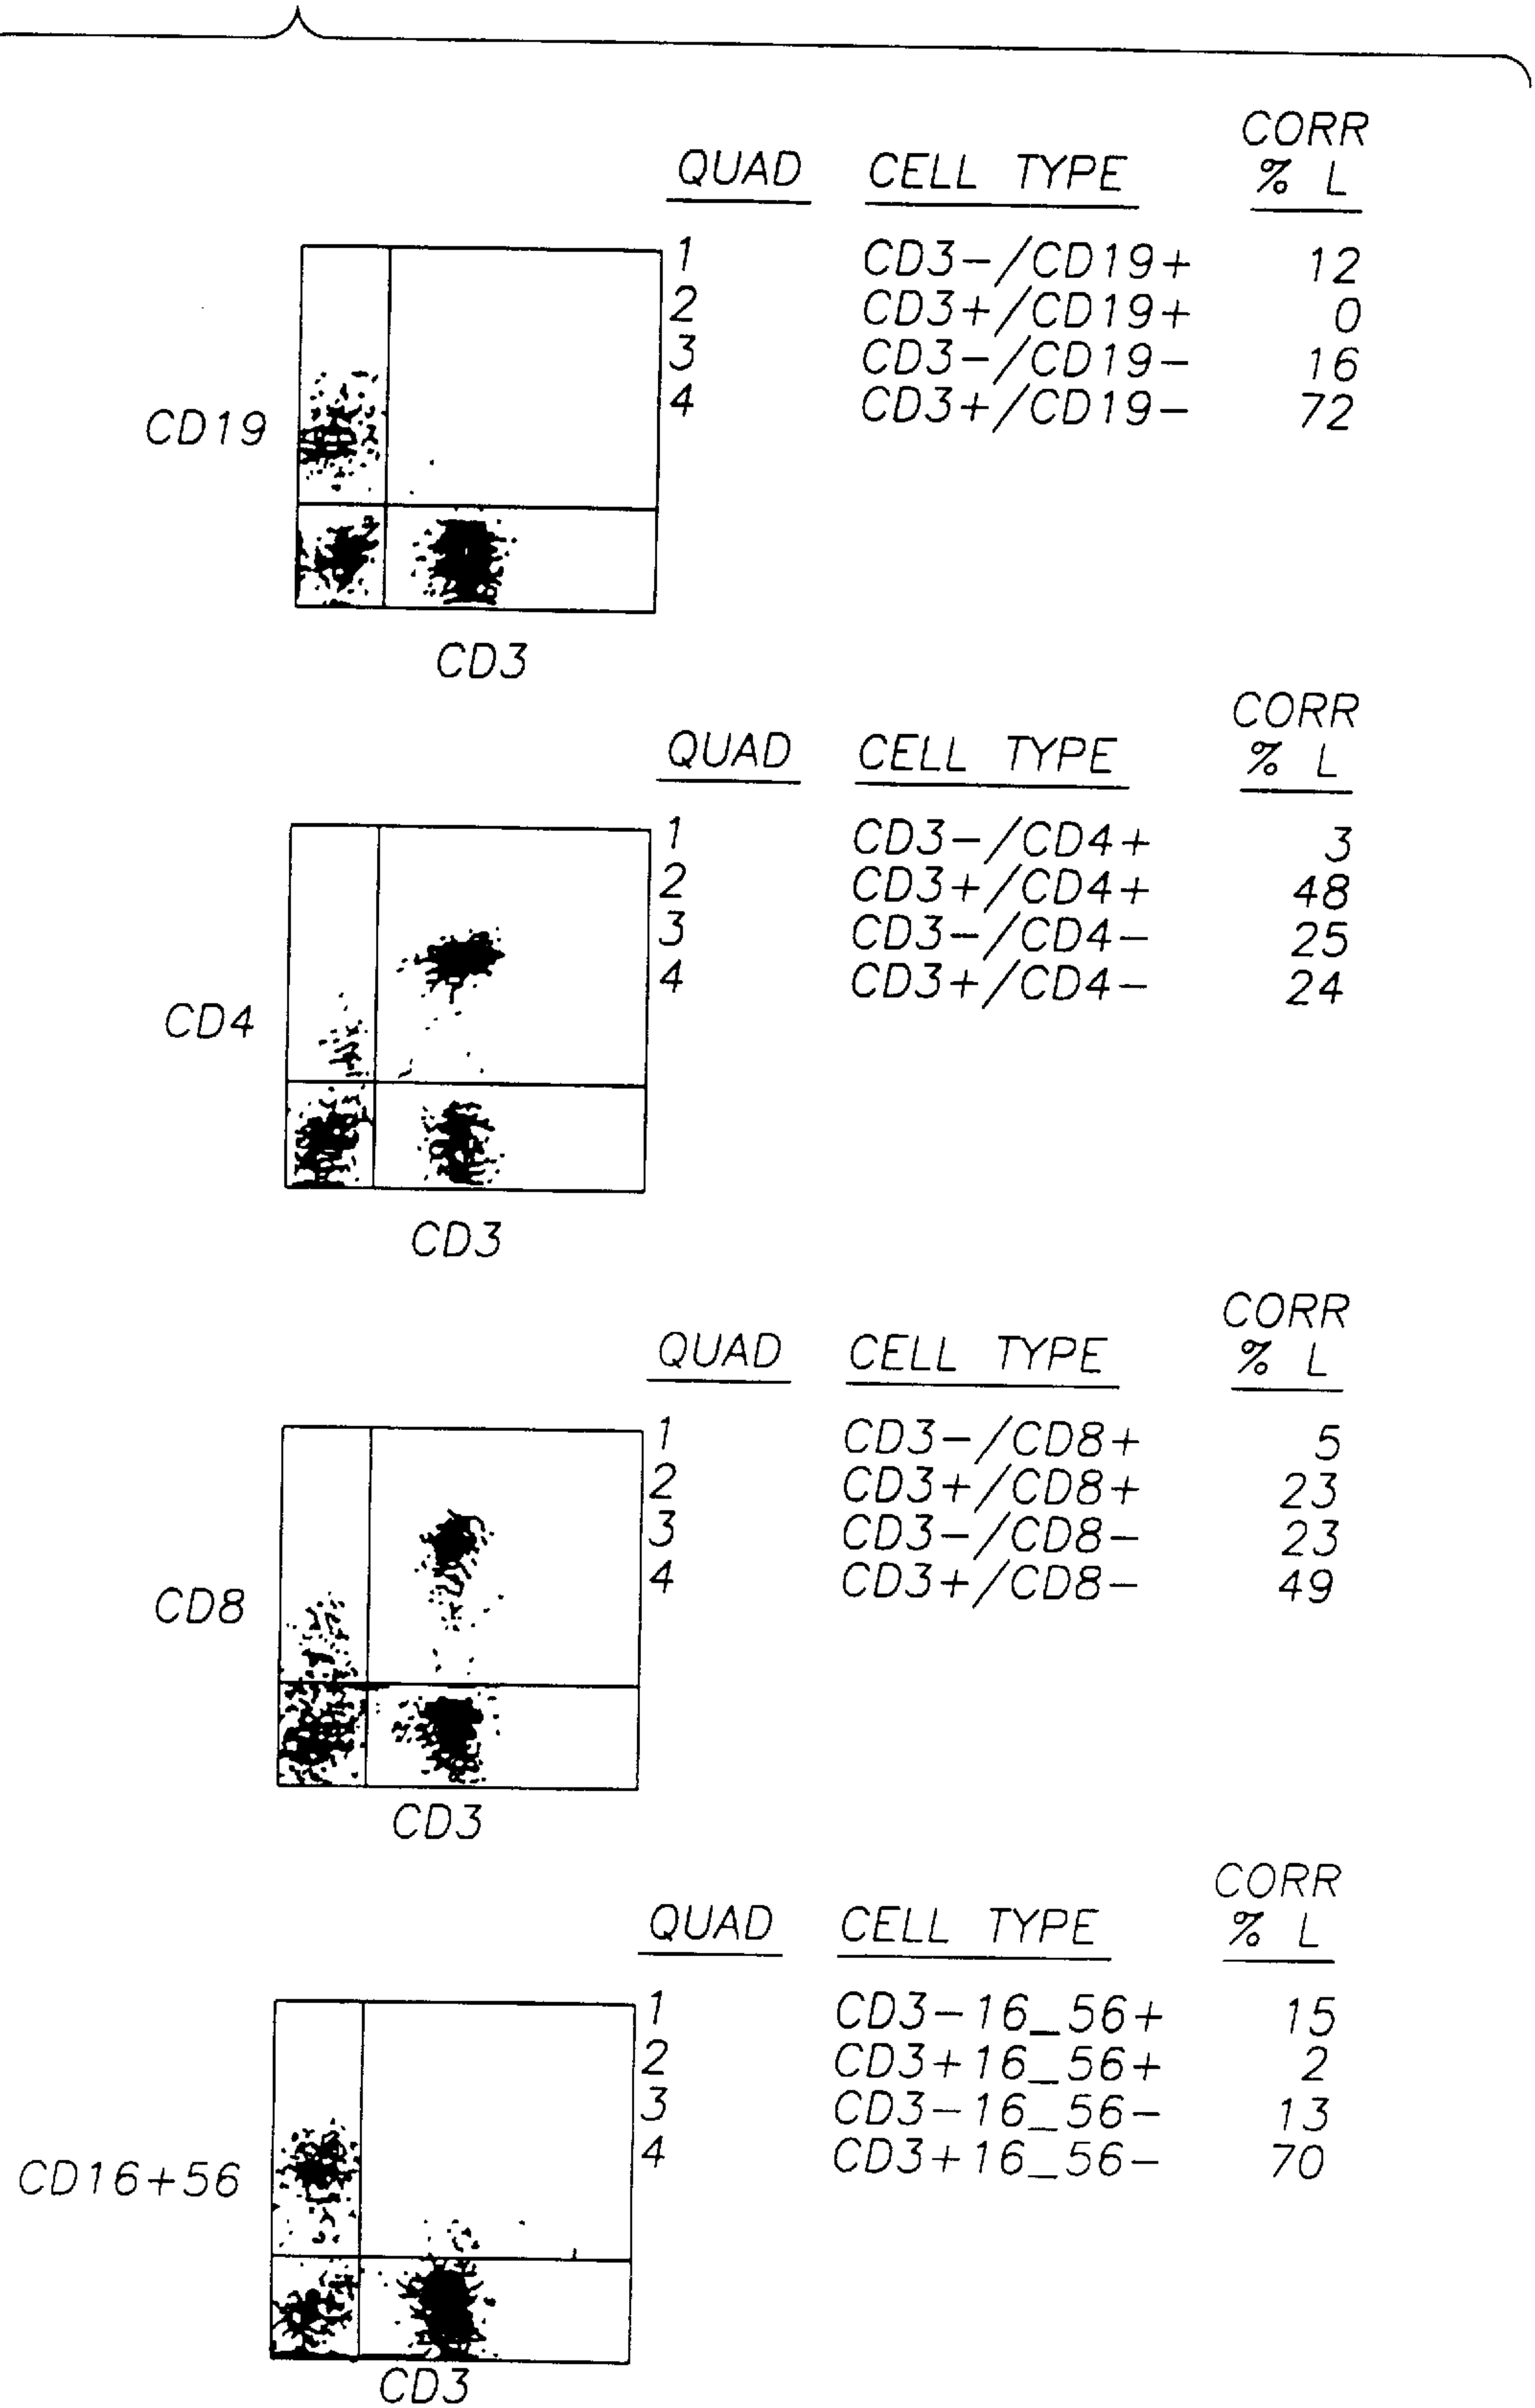 CORR
QUAD CELL TYPE % L
1 CD3-/CD19+ 12
2 CD3+/CD19+ 0
3 CD3-/CD19- 16
4 CD3+/CD19- 72
CD19
CD3
CORR
QUAD CELL TYPE % L
1 CD3-/CD4+ 3
2 CD3+/CD4+ 48
3 CD3-/CD4- 25
4 CD3+/CD4- 24
CD4
CD3
CORR
QUAD CELL TYPE % L
1 CD3-/CD8+ 5
2 CD3+/CD8+ 23
3 CD3-/CD8- 23
4 CD3+/CD8- 49
CD8
CD3
CORR
QUAD CELL TYPE % L
1 CD3-16_56+ 15
2 CD3+16_56+ 2
3 CD3-16_56- 13
4 CD3+16_56- 70
CD16+56
CD3